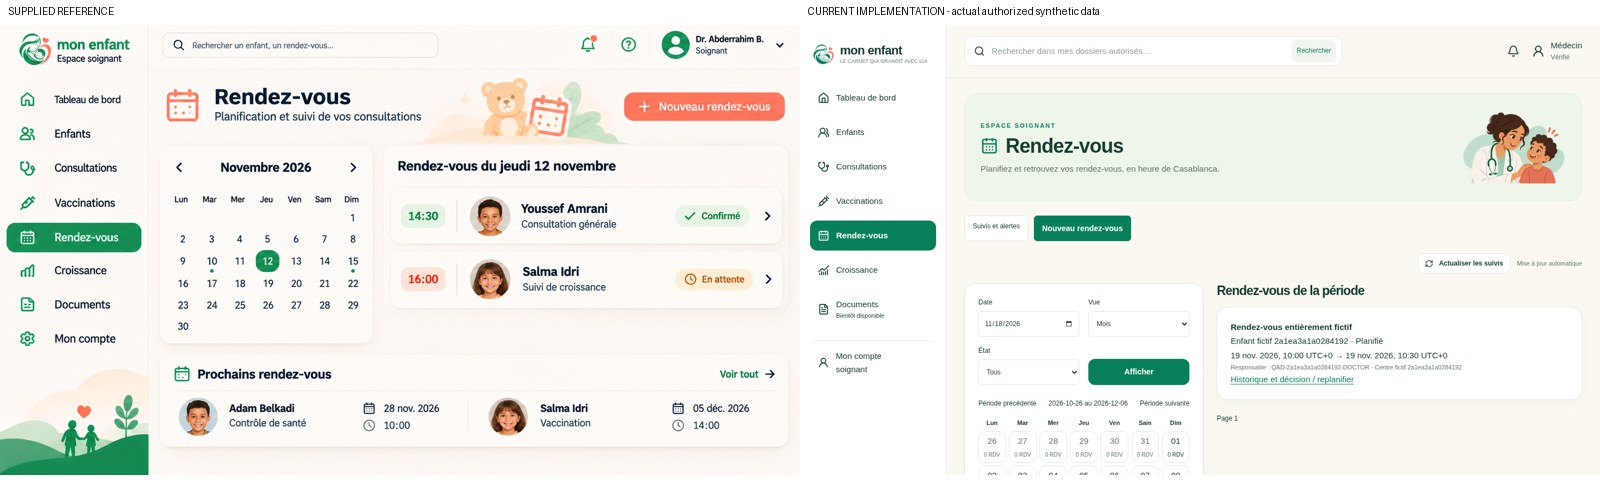 SUPPLIED REFERENCE
mon enfant
Espace soignant
Rechercher un enfant, un rendez-vous...
Dr. Abderrahim B.
Soignant
Tableau de bord
Enfants
Consultations
Vaccinations
Rendez-vous
Croissance
Documents
Mon compte
Rendez-vous
Planification et suivi de vos consultations
Nouveau rendez-vous
Novembre 2026
Lun Mar Mer Jeu Ven Sam Dim
1
2 3 4 5 6 7 8
9 10 11 12 13 14 15
16 17 18 19 20 21 22
23 24 25 26 27 28 29
30
Rendez-vous du jeudi 12 novembre
14:30
Youssef Amrani
Consultation générale
Confirmé
16:00
Salma Idri
Suivi de croissance
En attente
Prochains rendez-vous
Voir tout
Adam Belkadi
Contrôle de santé
28 nov. 2026
10:00
Salma Idri
Vaccination
05 déc. 2026
14:00
CURRENT IMPLEMENTATION - actual authorized synthetic data
mon enfant
LE CARNET QUI GRANDIT AVEC LUI
Rechercher dans mes dossiers autorisés...
Rechercher
Médecin
Vérifié
Tableau de bord
Enfants
Consultations
Vaccinations
Rendez-vous
Croissance
Documents
Bientôt disponible
Mon compte
soignant
ESPACE SOIGNANT
Rendez-vous
Planifiez et retrouvez vos rendez-vous, en heure de Casablanca.
Suivis et alertes
Nouveau rendez-vous
Actualiser les suivis
Mise à jour automatique
Date
Vue
11/18/2026
Mois
État
Tous
Afficher
Période précédente
2026-10-26 au 2026-12-06
Période suivante
Lun Mar Mer Jeu Ven Sam Dim
26 27 28 29 30 31 01
0 RDV 0 RDV 0 RDV 0 RDV 0 RDV 0 RDV 0 RDV
Rendez-vous de la période
Rendez-vous entièrement fictif
Enfant fictif 2a1ea3a1a0284192 · Planifié
19 nov. 2026, 10:00 UTC+0 → 19 nov. 2026, 10:30 UTC+0
Responsable : QAD-2a1ea3a1a0284192-DOCTOR · Centre fictif 2a1ea3a1a0284192
Historique et décision / replanifier
Page 1